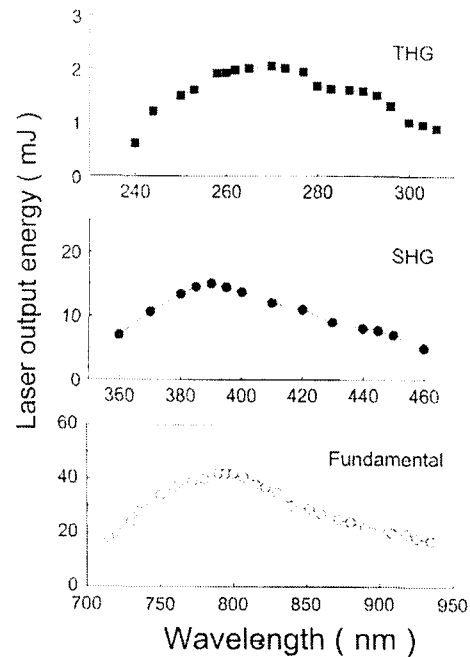 3
THG
2
1
0
240 260 280 300
Laser output energy ( mJ )
SHG
20
10
0
360 380 400 420 440 460
60
Fundamental
40
20
0
700 750 800 850 900 950
Wavelength ( nm )